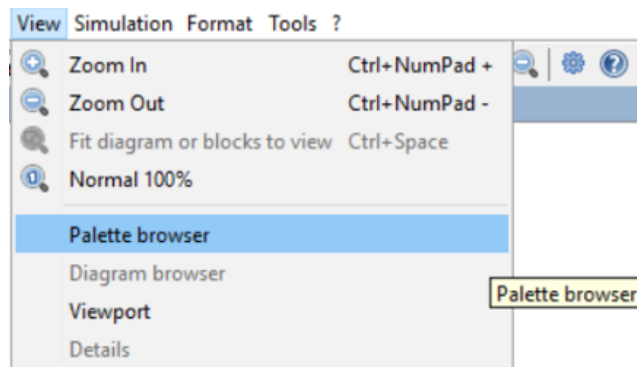 View Simulation Format Tools ?
Zoom In Ctrl+NumPad +
Zoom Out Ctrl+NumPad -
Fit diagram or blocks to view Ctrl+Space
Normal 100%
Palette browser
Diagram browser
Palette browser
Viewport
Details